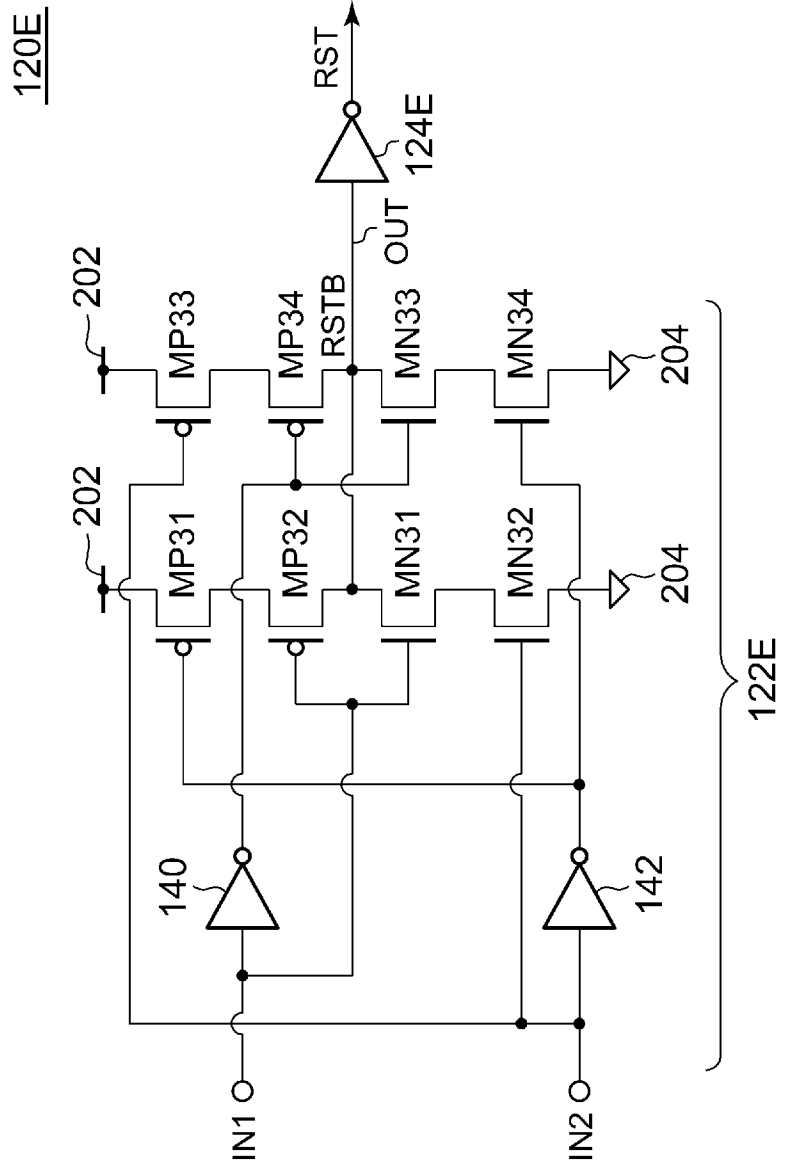 120E
202
202
MP31
MP33
140
RST
MP32
MP34
RSTB
IN1
OUT
124E
MN31
MN33
MN32
MN34
IN2
142
204
204
122E